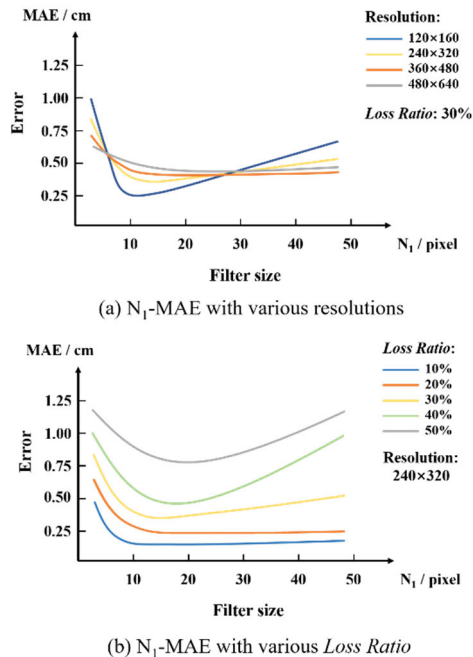 MAE / cm
Resolution:
120×160
240×320
360×480
480×640
Loss Ratio: 30%
1.25
1.00
0.75
0.50
0.25
Error
10 20 30 40 50 N₁ / pixel
Filter size
(a) N₁-MAE with various resolutions
MAE / cm
Loss Ratio:
10%
20%
30%
40%
50%
Resolution:
240×320
1.25
1.00
0.75
0.50
0.25
Error
10 20 30 40 50 N₁ / pixel
Filter size
(b) N₁-MAE with various Loss Ratio